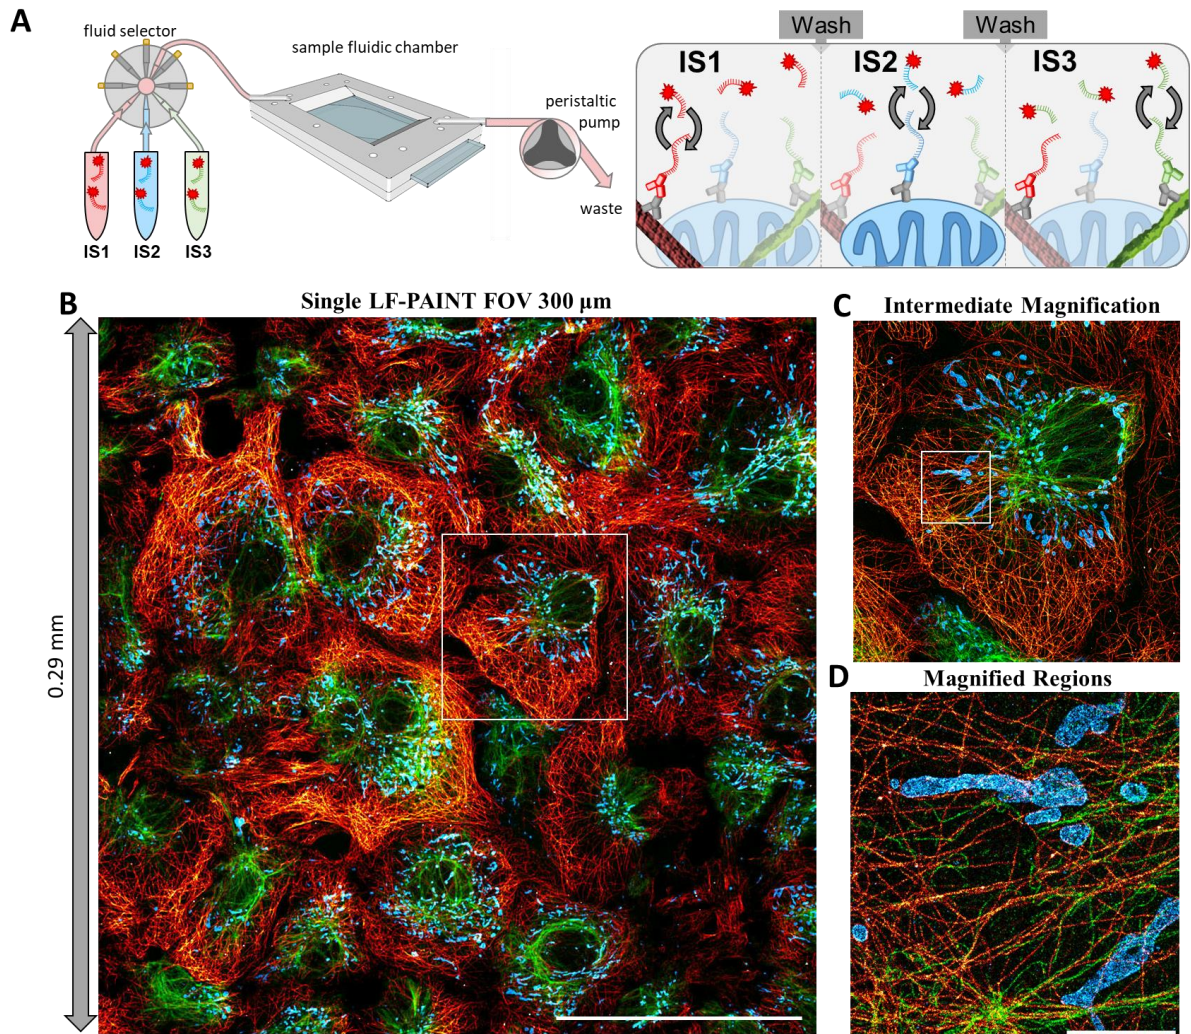 A
fluid selector
sample fluidic chamber
peristaltic
pump
waste
IS1 IS2 IS3
Wash Wash
IS1 IS2 IS3
B
Single LF-PAINT FOV 300 µm
0.29 mm
C
Intermediate Magnification
D
Magnified Regions